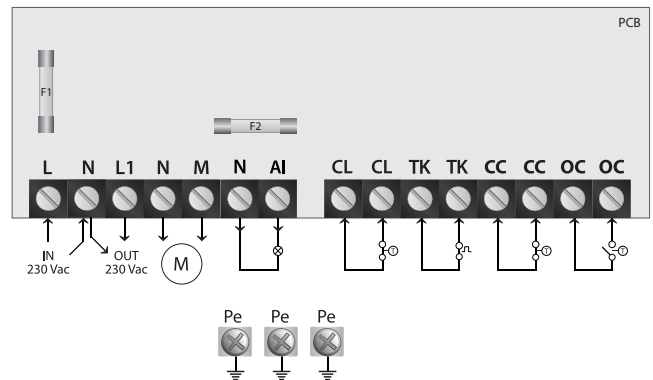 PCB
F1
F2
L N L1 N M N AI CL CL TK TK CC CC OC OC
IN
230 Vac
OUT
230 Vac
M
T
T
T
Pe Pe Pe